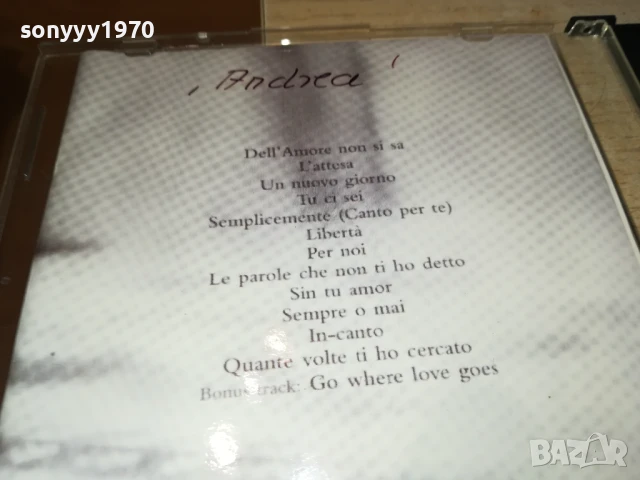 sonyyy1970
'Andrea'
Dell'Amore non si sa
L'attesa
Un nuovo giorno
Tu ci sei
Semplicemente (Canto per te)
Libertà
Per noi
Le parole che non ti ho detto
Sin tu amor
Sempre o mai
In-canto
Quante volte ti ho cercato
Bonus track: Go where love goes
BAZAR
bg